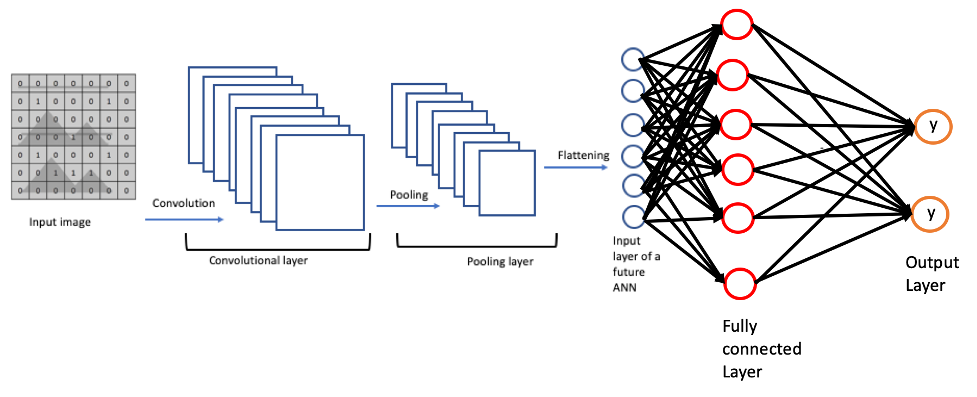 0 0 0 0 0 0 0
0 1 0 0 0 1 0
0 0 0 0 0 0 0
0 0 0 1 0 0 0
0 1 0 0 0 1 0
0 0 1 1 1 0 0
0 0 0 0 0 0 0
Input image
Convolution
Convolutional layer
Pooling
Pooling layer
Flattening
Input
layer of a
future
ANN
Fully
connected
Layer
y
y
Output
Layer